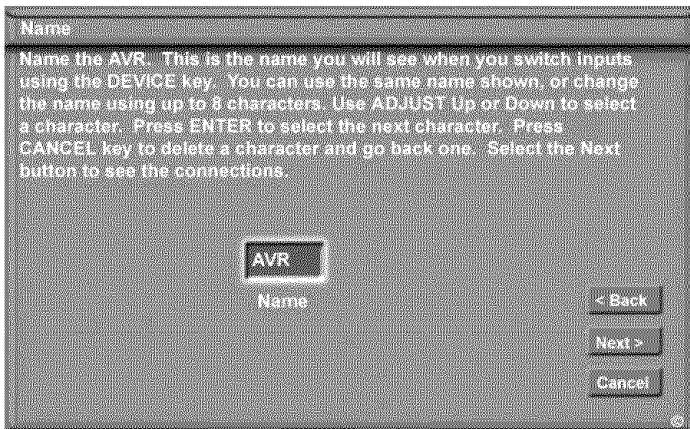 Name
Name the AVR. This is the name you will see when you switch inputs
using the DEVICE key. You can use the same name shown, or change
the name using up to 8 characters. Use ADJUST Up or Down to select
a character. Press ENTER to select the next character. Press
CANCEL key to delete a character and go back one. Select the Next
button to see the connections.
AVR
Name
< Back
Next >
Cancel
©